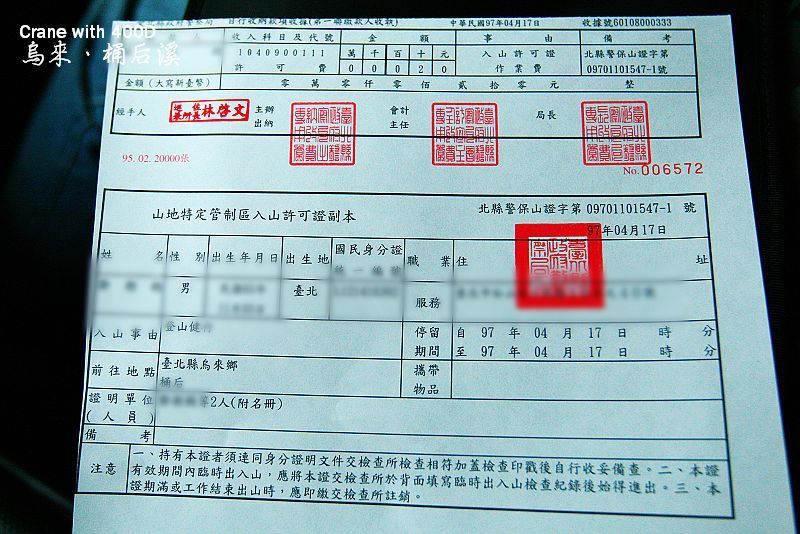 Crane with 400D
烏來、桶后溪
自行收納款項收據(第一聯繳款人收執)
中華民國97年04月17日
收據號60108000333
收入科目及代號 金額 事由 備考
1040900111 萬千百十元 入山許可證 北縣警保山證字第
許可費 00020 作業費 09701101547-1號
金額(大寫新臺幣) 零萬零仟零佰貳拾零元 整
經手人 林啓文 主辦出納 會計主任 局長
95. 02. 20000張
No. 006572
山地特定管制區入山許可證副本
北縣警保山證字第 09701101547-1 號
97年04月17日
姓名 性別 出生年月日 出生地 國民身分證統一編號 職業 住址
男 臺北 服務
入山事由 登山健行 停留期間 自 97 年 04 月 17 日 時 分
至 97 年 04 月 17 日 時 分
前往地點 臺北縣烏來鄉 攜帶物品
桶后
證明單位(人員) 等2人(附名冊)
備考
注意 一、持有本證者須連同身分證明文件交檢查所檢查相符加蓋檢查印戳後自行收妥備查。二、本證
有效期間內臨時出入山,應將本證交檢查所於背面填寫臨時出入山檢查紀錄後始得進出。三、本
證期滿或工作結束出山時,應即繳交檢查所註銷。